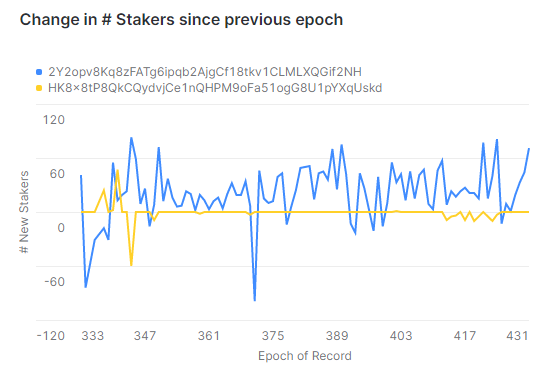 Change in # Stakers since previous epoch
2Y2opv8Kq8zFATg6ipqb2AjgCf18tkv1CLMLXQGif2NH
HK8×8tP8QkCQydvjCe1nQHPM9oFa51ogG8U1pYXqUskd
120
60
0
-60
-120
# New Stakers
333 347 361 375 389 403 417 431
Epoch of Record